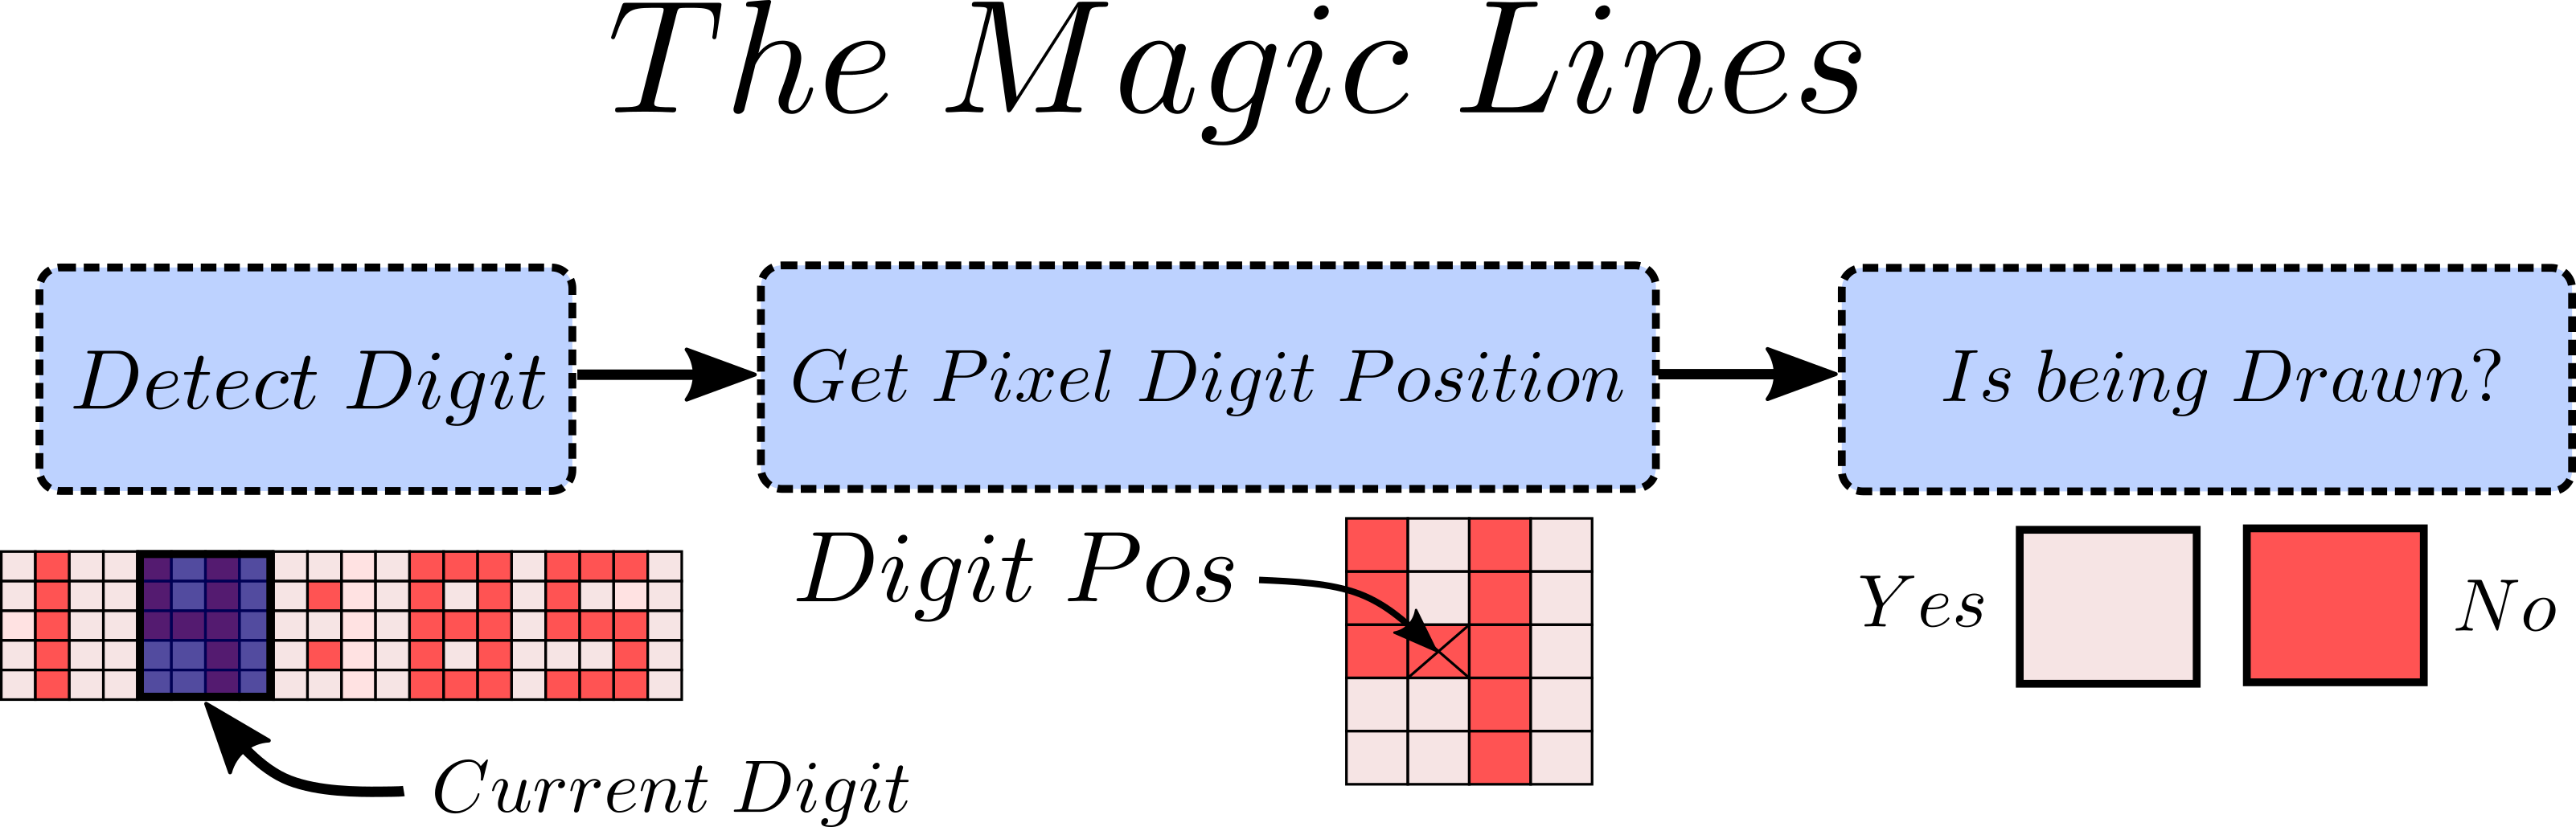 The Magic Lines
Detect Digit
Get Pixel Digit Position
Is being Drawn?
Digit Pos
Yes
No
Current Digit